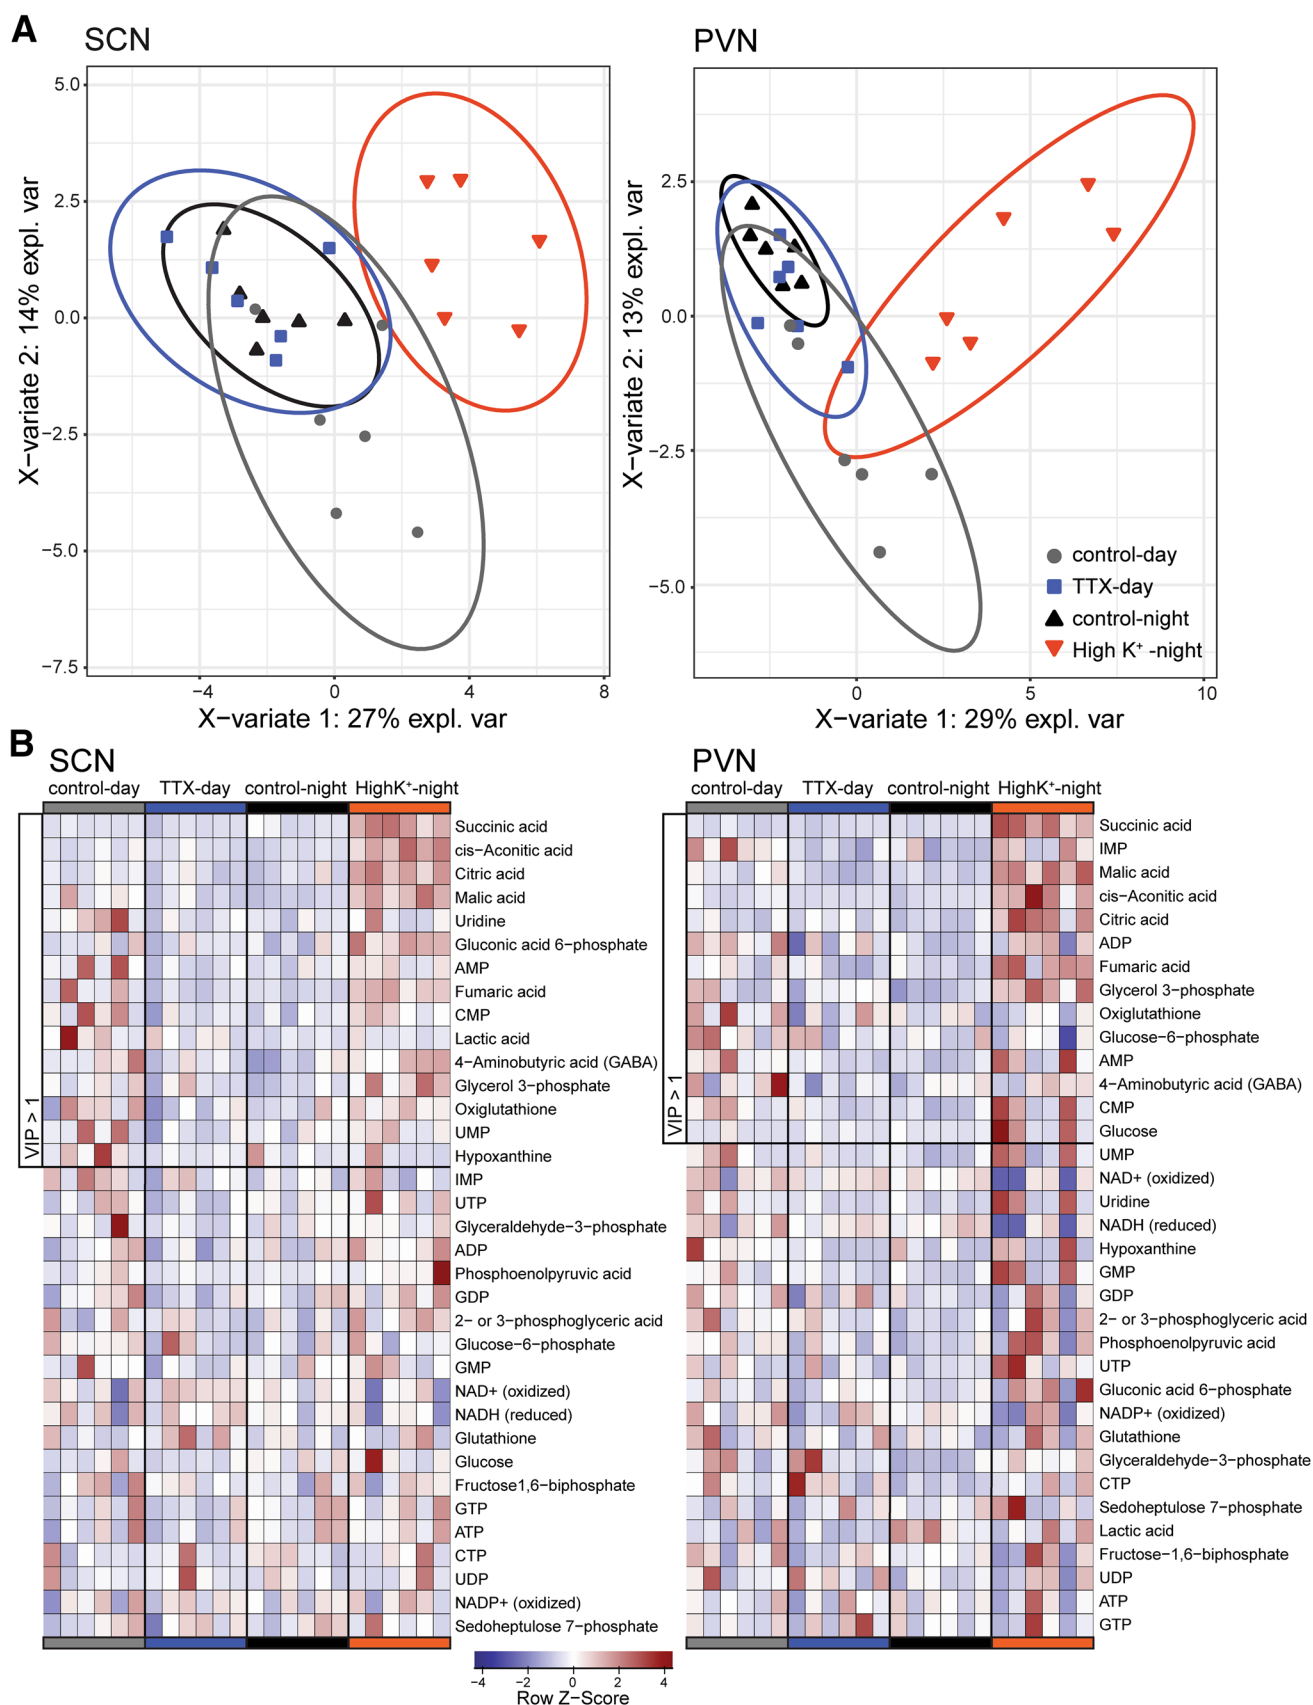 A
SCN
PVN
5.0
2.5
0.0
−2.5
−5.0
−7.5
X−variate 2: 14% expl. var
−4
0
4
8
X−variate 1: 27% expl. var
2.5
0.0
−2.5
−5.0
X−variate 2: 13% expl. var
0
5
10
X−variate 1: 29% expl. var
control-day
TTX-day
control-night
High K⁺ -night
B
SCN
control-day TTX-day control-night HighK⁺-night
VIP > 1
Succinic acid
cis−Aconitic acid
Citric acid
Malic acid
Uridine
Gluconic acid 6−phosphate
AMP
Fumaric acid
CMP
Lactic acid
4−Aminobutyric acid (GABA)
Glycerol 3−phosphate
Oxiglutathione
UMP
Hypoxanthine
IMP
UTP
Glyceraldehyde−3−phosphate
ADP
Phosphoenolpyruvic acid
GDP
2− or 3−phosphoglyceric acid
Glucose−6−phosphate
GMP
NAD+ (oxidized)
NADH (reduced)
Glutathione
Glucose
Fructose1,6−biphosphate
GTP
ATP
CTP
UDP
NADP+ (oxidized)
Sedoheptulose 7−phosphate
PVN
control-day TTX-day control-night HighK⁺-night
VIP > 1
Succinic acid
IMP
Malic acid
cis−Aconitic acid
Citric acid
ADP
Fumaric acid
Glycerol 3−phosphate
Oxiglutathione
Glucose−6−phosphate
AMP
4−Aminobutyric acid (GABA)
CMP
Glucose
UMP
NAD+ (oxidized)
Uridine
NADH (reduced)
Hypoxanthine
GMP
GDP
2− or 3−phosphoglyceric acid
Phosphoenolpyruvic acid
UTP
Gluconic acid 6−phosphate
NADP+ (oxidized)
Glutathione
Glyceraldehyde−3−phosphate
CTP
Sedoheptulose 7−phosphate
Lactic acid
Fructose−1,6−biphosphate
UDP
ATP
GTP
−4 −2 0 2 4
Row Z−Score